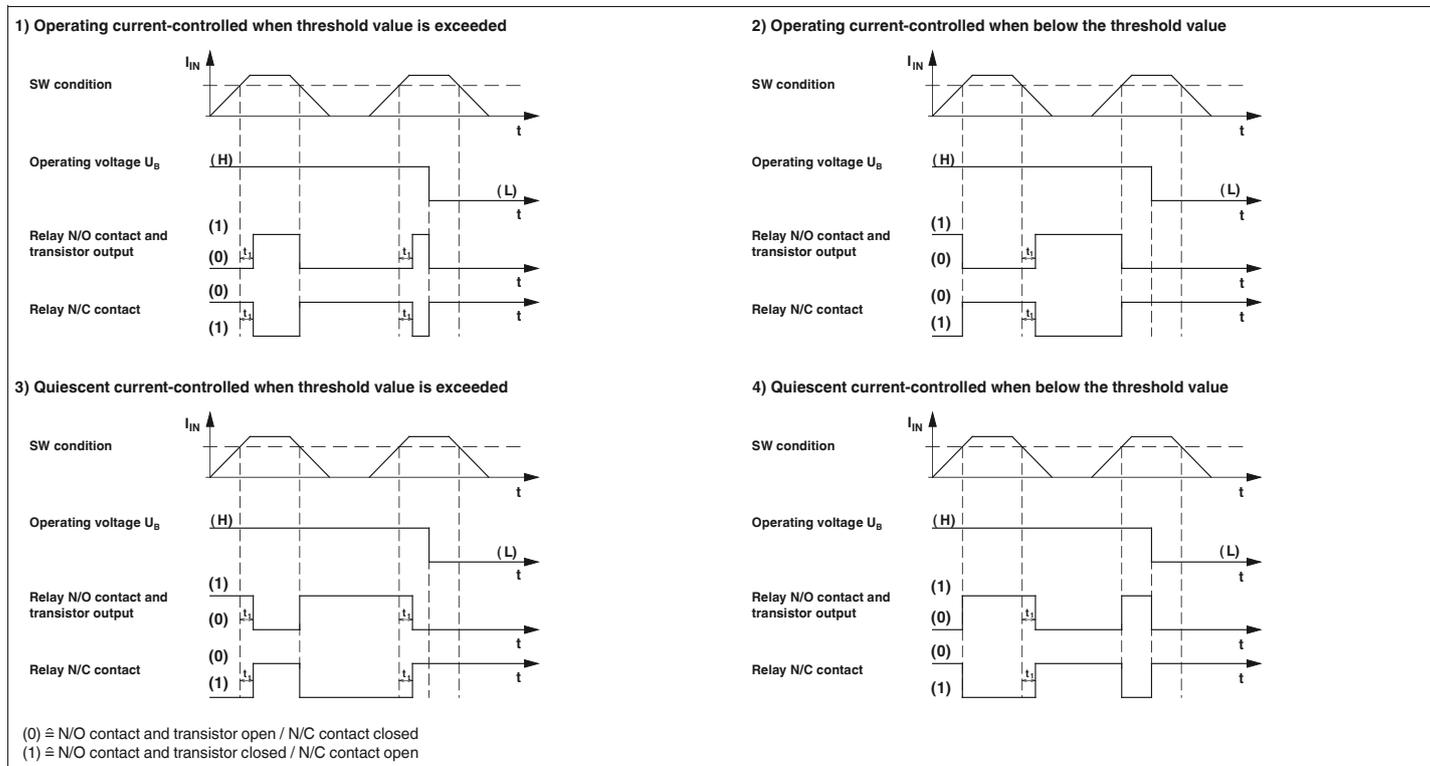 1) Operating current-controlled when threshold value is exceeded
I_IN
SW condition
t
Operating voltage U_B
(H)
(L)
t
Relay N/O contact and
transistor output
(1)
(0)
t₁
t₁
t
Relay N/C contact
(0)
(1)
t₁
t₁
t
2) Operating current-controlled when below the threshold value
I_IN
SW condition
t
Operating voltage U_B
(H)
(L)
t
Relay N/O contact and
transistor output
(1)
(0)
t₁
t
Relay N/C contact
(0)
(1)
t₁
t
3) Quiescent current-controlled when threshold value is exceeded
I_IN
SW condition
t
Operating voltage U_B
(H)
(L)
t
Relay N/O contact and
transistor output
(1)
(0)
t₁
t₁
t
Relay N/C contact
(0)
(1)
t₁
t₁
t
4) Quiescent current-controlled when below the threshold value
I_IN
SW condition
t
Operating voltage U_B
(H)
(L)
t
Relay N/O contact and
transistor output
(1)
(0)
t₁
t
Relay N/C contact
(0)
(1)
t₁
t
(0) ≙ N/O contact and transistor open / N/C contact closed
(1) ≙ N/O contact and transistor closed / N/C contact open